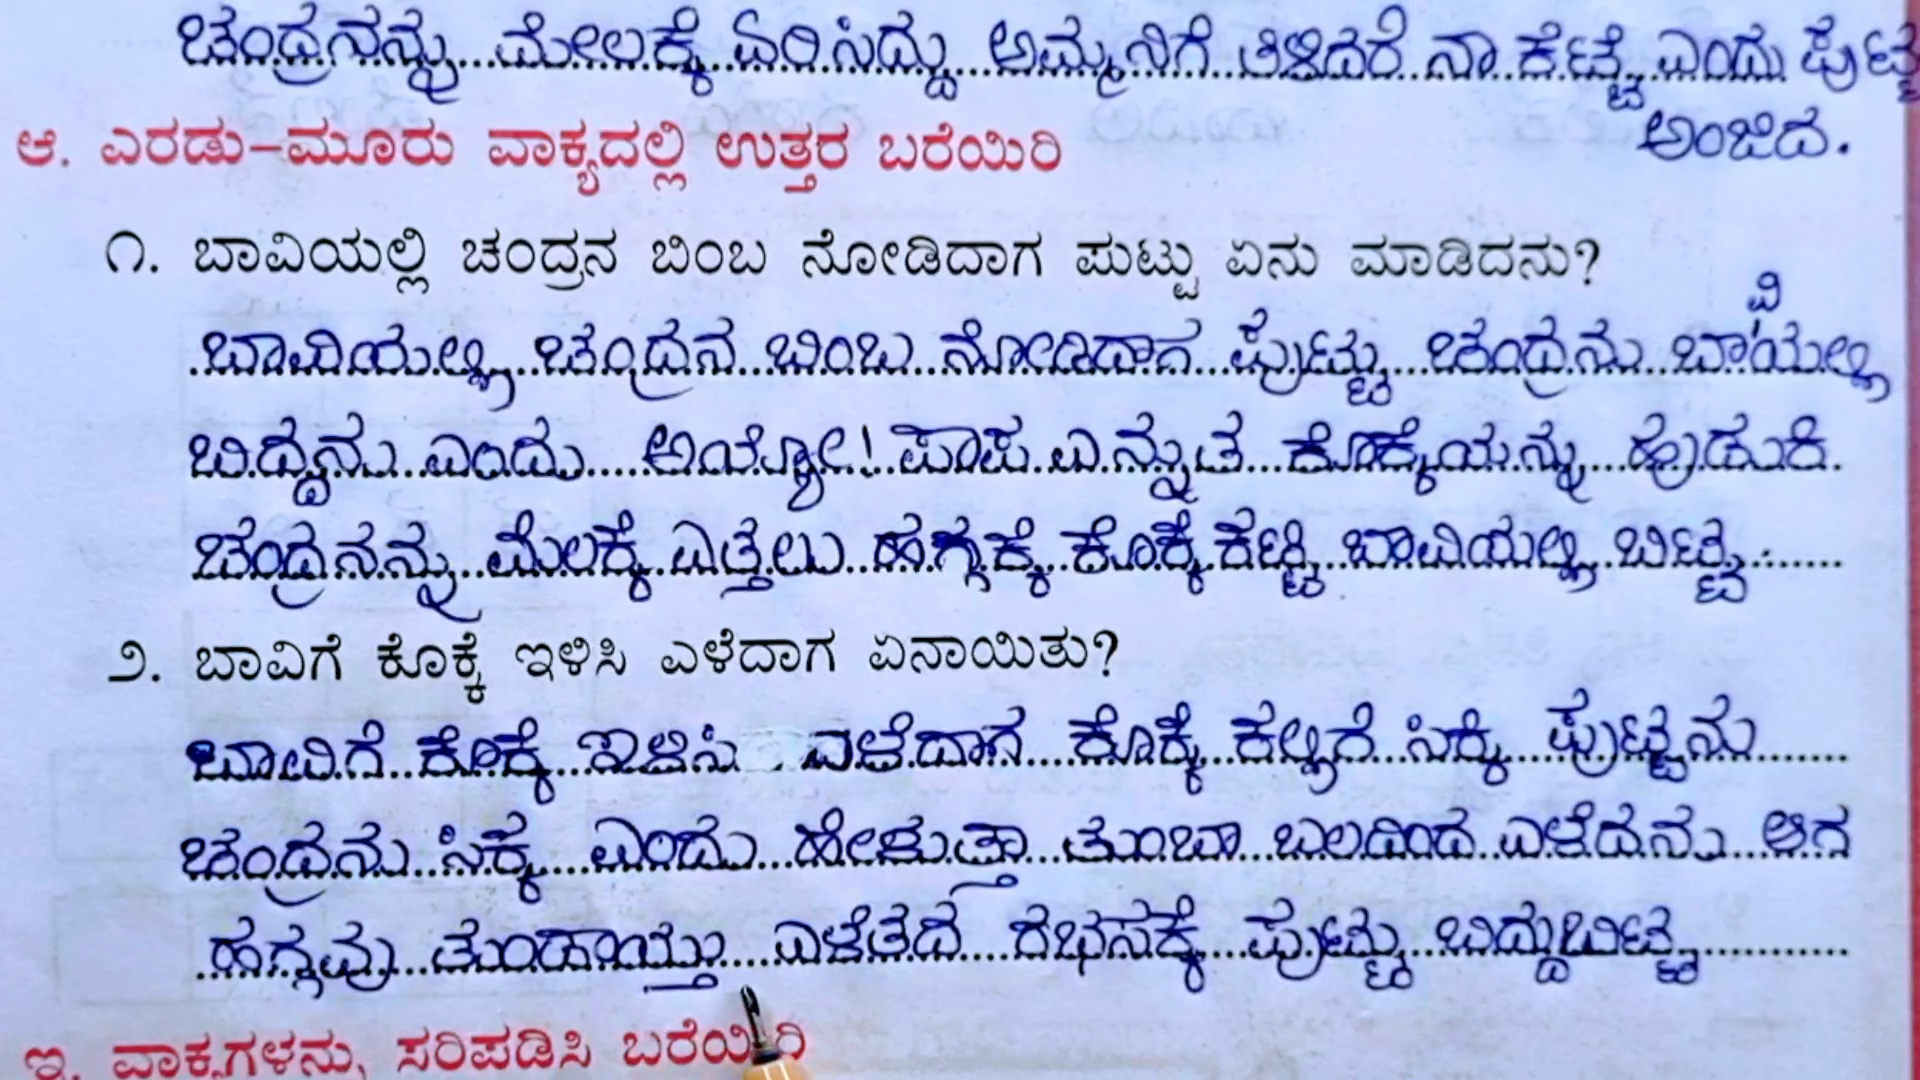 ಚಂದ್ರನನ್ನು ಮೇಲಕ್ಕೆ ಏರಿಸಿದ್ದು ಅಮ್ಮನಿಗೆ ತಿಳಿದರೆ ನಾ ಕೆಟ್ಟೆ ಎಂದು ಪುಟ್ಟ
ಅಂಜಿದ.
ಆ. ಎರಡು-ಮೂರು ವಾಕ್ಯದಲ್ಲಿ ಉತ್ತರ ಬರೆಯಿರಿ
೧. ಬಾವಿಯಲ್ಲಿ ಚಂದ್ರನ ಬಿಂಬ ನೋಡಿದಾಗ ಪುಟ್ಟು ಏನು ಮಾಡಿದನು?
ವಿ
ಬಾವಿಯಲ್ಲಿ ಚಂದ್ರನ ಬಿಂಬ ನೋಡಿದಾಗ ಪುಟ್ಟು ಚಂದ್ರನು ಬಾಯಲ್ಲಿ
ಬಿದ್ದನು ಎಂದು ಅಯ್ಯೋ! ಪಾಪ ಎನ್ನುತ ಕೊಕ್ಕೆಯನ್ನು ಹುಡುಕಿ.
ಚಂದ್ರನನ್ನು ಮೆಲಕ್ಕೆ ಎತ್ತಲು ಹಗ್ಗಕ್ಕೆ ಕೊಕ್ಕೆ ಕಟ್ಟಿ ಬಾವಿಯಲ್ಲಿ ಬಿಟ್ಟ.
೨. ಬಾವಿಗೆ ಕೊಕ್ಕೆ ಇಳಿಸಿ ಎಳೆದಾಗ ಏನಾಯಿತು?
ಬಾವಿಗೆ ಕೊಕ್ಕೆ ಇಳಿಸಿ ಎಳೆದಾಗ ಕೊಕ್ಕೆ ಕಲ್ಲಿಗೆ ಸಿಕ್ಕಿ ಪುಟ್ಟನು
ಚಂದ್ರನು ಸಿಕ್ಕ ಎಂದು ಹೇಳುತ್ತಾ ತುಂಬಾ ಬಲದಿಂದ ಎಳೆದನು ಆಗ
ಹಗ್ಗವು ತುಂಡಾಯ್ತು ಎಳೆತದ ರಭಸಕ್ಕೆ ಪುಟ್ಟು ಬಿದ್ದುಬಿಟ್ಟ
ಇ. ವಾಕ್ಯಗಳನ್ನು ಸರಿಪಡಿಸಿ ಬರೆಯಿರಿ